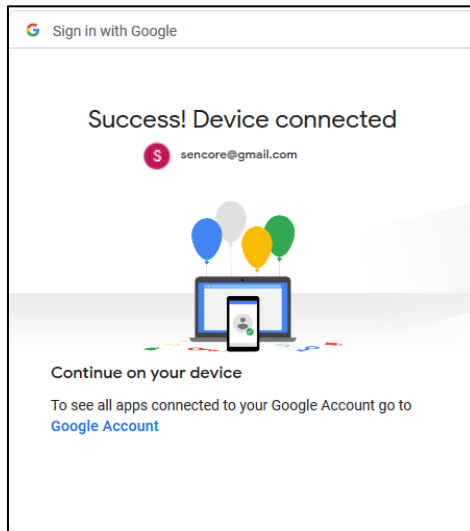 Sign in with Google
Success! Device connected
S sencore@gmail.com
Continue on your device
To see all apps connected to your Google Account go to
Google Account